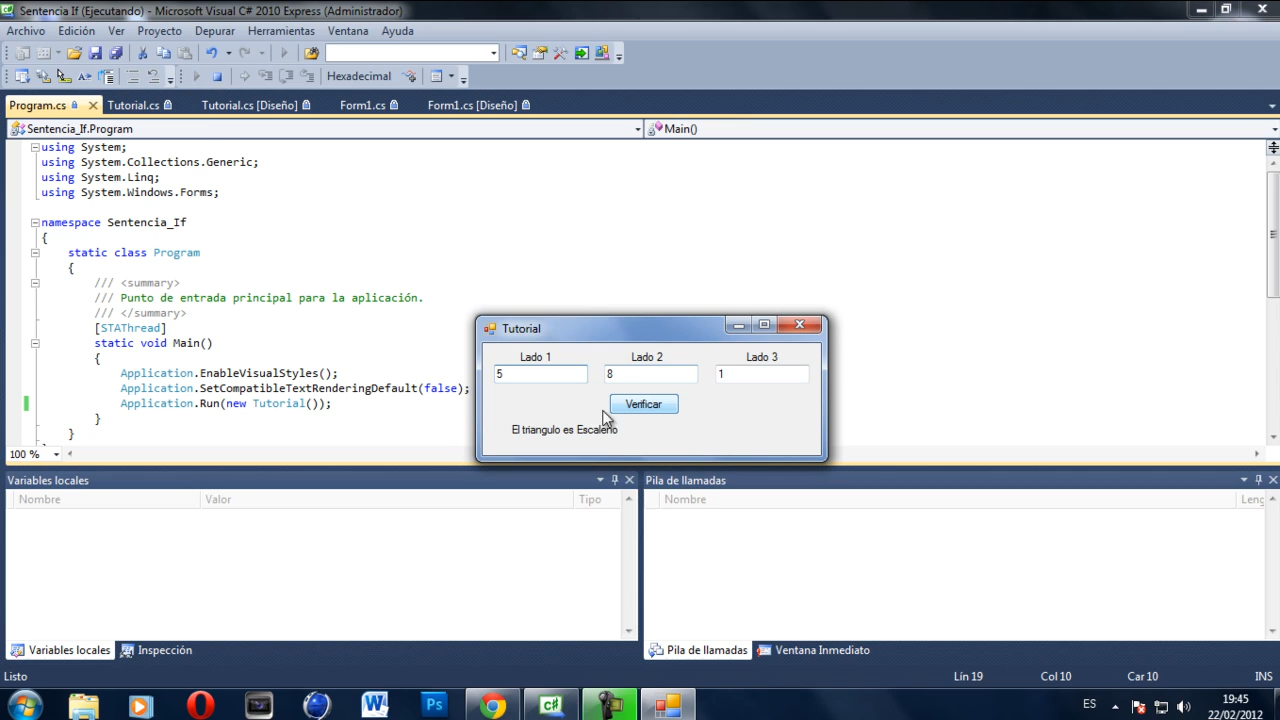 Sentencia If (Ejecutando) - Microsoft Visual C# 2010 Express (Administrador)
Archivo Edición Ver Proyecto Depurar Herramientas Ventana Ayuda
Hexadecimal
Program.cs Tutorial.cs Tutorial.cs [Diseño] Form1.cs Form1.cs [Diseño]
Sentencia_If.Program Main()
using System;
using System.Collections.Generic;
using System.Linq;
using System.Windows.Forms;
namespace Sentencia_If
{
static class Program
{
/// <summary>
/// Punto de entrada principal para la aplicación.
/// </summary>
[STAThread]
static void Main()
{
Application.EnableVisualStyles();
Application.SetCompatibleTextRenderingDefault(false);
Application.Run(new Tutorial());
}
}
Tutorial
Lado 1 Lado 2 Lado 3
5 8 1
Verificar
El triangulo es Escaleno
100 %
Variables locales Pila de llamadas
Nombre Valor Tipo Nombre Leng
Variables locales Inspección Pila de llamadas Ventana Inmediato
Listo Lín 19 Col 10 Car 10 INS
Ps C# ES 19:45
22/02/2012